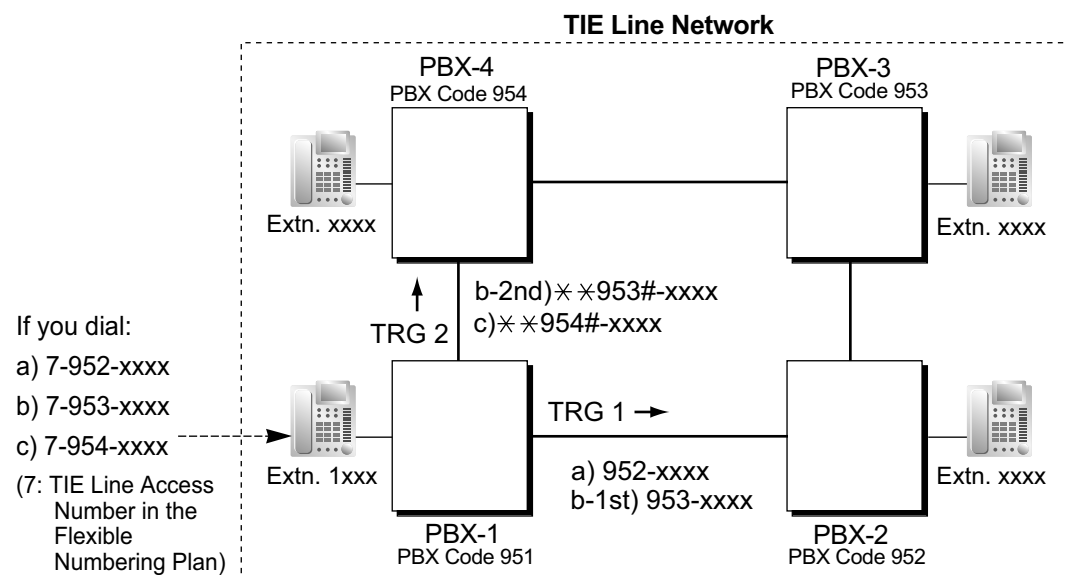 TIE Line Network
PBX-4
PBX Code 954
PBX-3
PBX Code 953
Extn. xxxx
Extn. xxxx
b-2nd)✳✳953#-xxxx
c)✳✳954#-xxxx
TRG 2
If you dial:
a) 7-952-xxxx
b) 7-953-xxxx
c) 7-954-xxxx
(7: TIE Line Access
Number in the
Flexible
Numbering Plan)
Extn. 1xxx
TRG 1
a) 952-xxxx
b-1st) 953-xxxx
Extn. xxxx
PBX-1
PBX Code 951
PBX-2
PBX Code 952